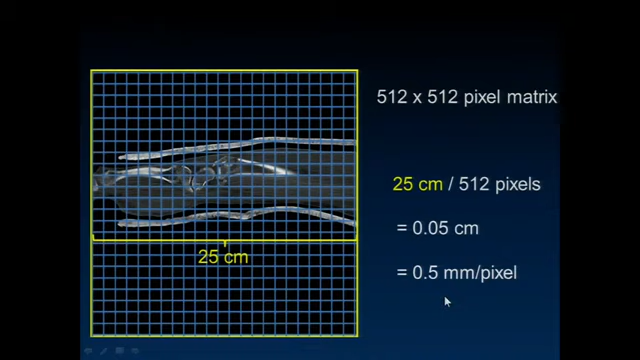 512 x 512 pixel matrix
25 cm / 512 pixels
= 0.05 cm
25 cm
= 0.5 mm/pixel